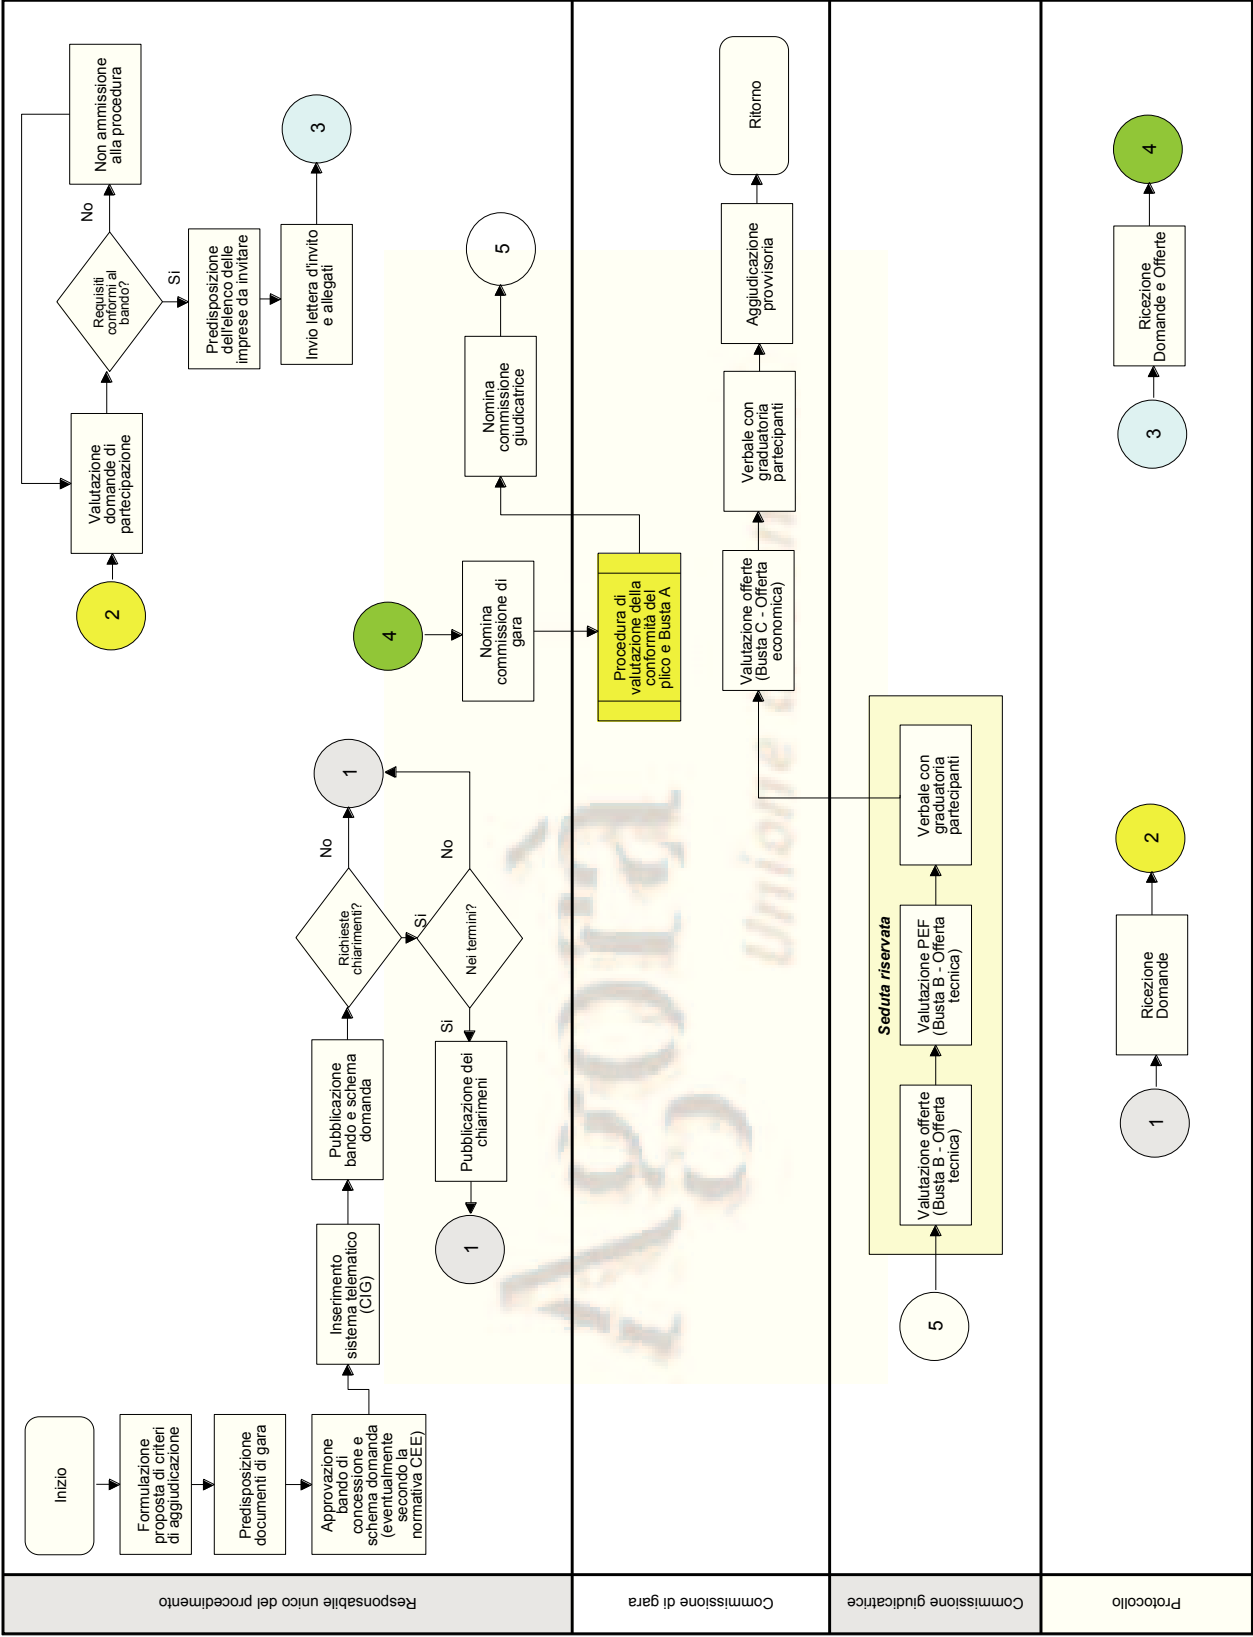 Responsabile unico del procedimento
Inizio
Formulazione
proposta di criteri
di aggiudicazione
Predisposizione
documenti di gara
Approvazione
bando di
concessione e
schema domanda
(eventualmente
secondo la
normativa CEE)
Inserimento
sistema telematico
(CIG)
Pubblicazione
bando e schema
domanda
Richieste
chiarimenti?
No
1
Si
Nei termini?
No
Si
Pubblicazione dei
chiarimeni
1
2
Valutazione
domande di
partecipazione
Requisiti
conformi al
bando?
No
Non ammissione
alla procedura
Si
Predisposizione
dell'elenco delle
imprese da invitare
Invio lettera d'invito
e allegati
3
4
Nomina
commissione di
gara
Nomina
commissione
giudicatrice
5
Commissione di gara
Procedura di
valutazione della
conformità del
plico e Busta A
Valutazione offerte
(Busta C - Offerta
economica)
Verbale con
graduatoria
partecipanti
Aggiudicazione
provvisoria
Ritorno
Commissione giudicatrice
5
Seduta riservata
Valutazione offerte
(Busta B - Offerta
tecnica)
Valutazione PEF
(Busta B - Offerta
tecnica)
Verbale con
graduatoria
partecipanti
Protocollo
1
Ricezione
Domande
2
3
Ricezione
Domande e Offerte
4
Agorà
Unione